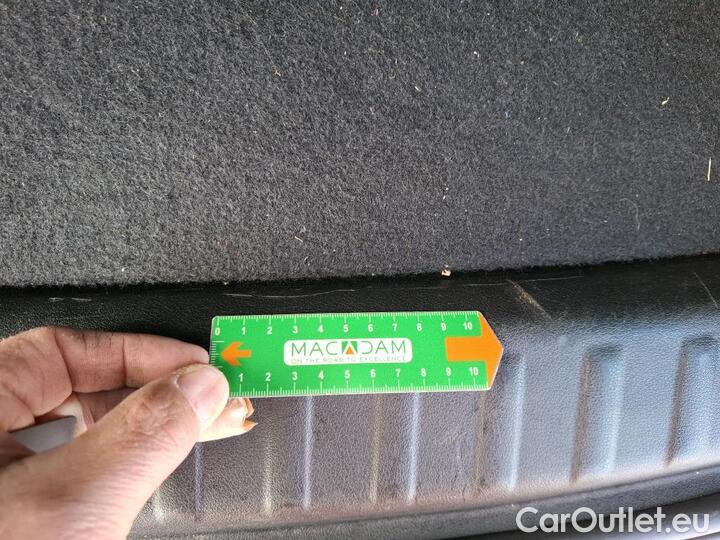 0 1 2 3 4 5 6 7 8 9 10
MACADAM
ON THE ROAD TO EXCELLENCE
1 2 3 4 5 6 7 8 9 10
CarOutlet.eu